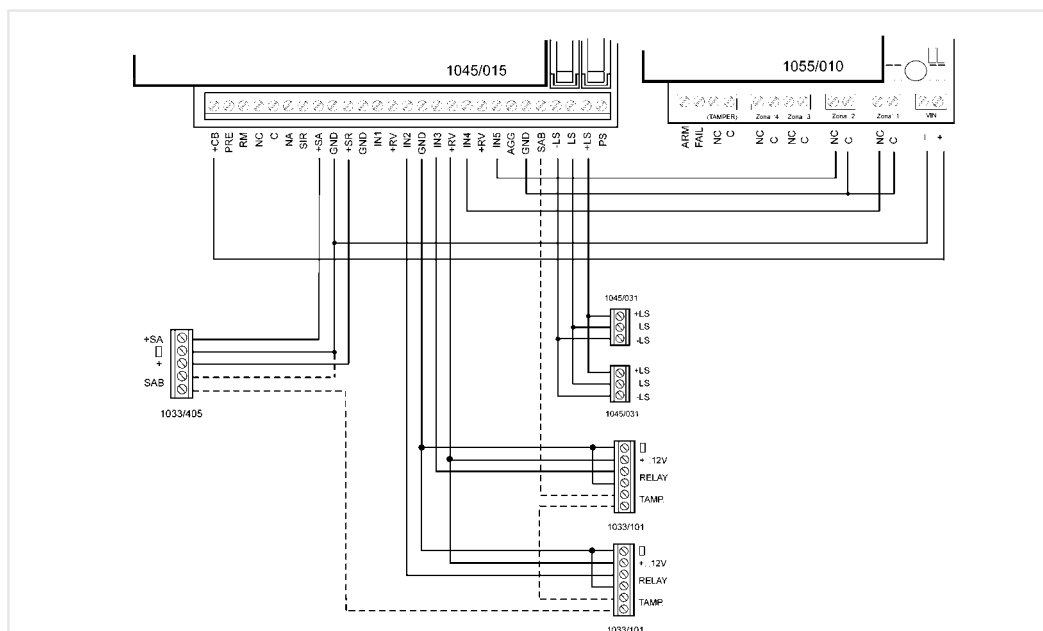 1045/015
1055/010
(TAMPER)
Zona 4
Zona 3
Zona 2
Zona 1
VIN
+CB
PRE
RM
NC
C
NA
SIR
+SA
GND
+SR
GND
IN1
+RV
IN2
GND
IN3
+RV
IN4
+RV
IN5
AGG
GND
SAB
-LS
LS
+LS
PS
ARM
FAIL
NC
C
NC
C
NC
C
NC
C
NC
C
–
+
1045/031
+LS
LS
-LS
+SA
+
SAB
1033/405
+LS
LS
-LS
1045/031
+ 12V
RELAY
TAMP.
1033/101
+ 12V
RELAY
TAMP.
1033/101